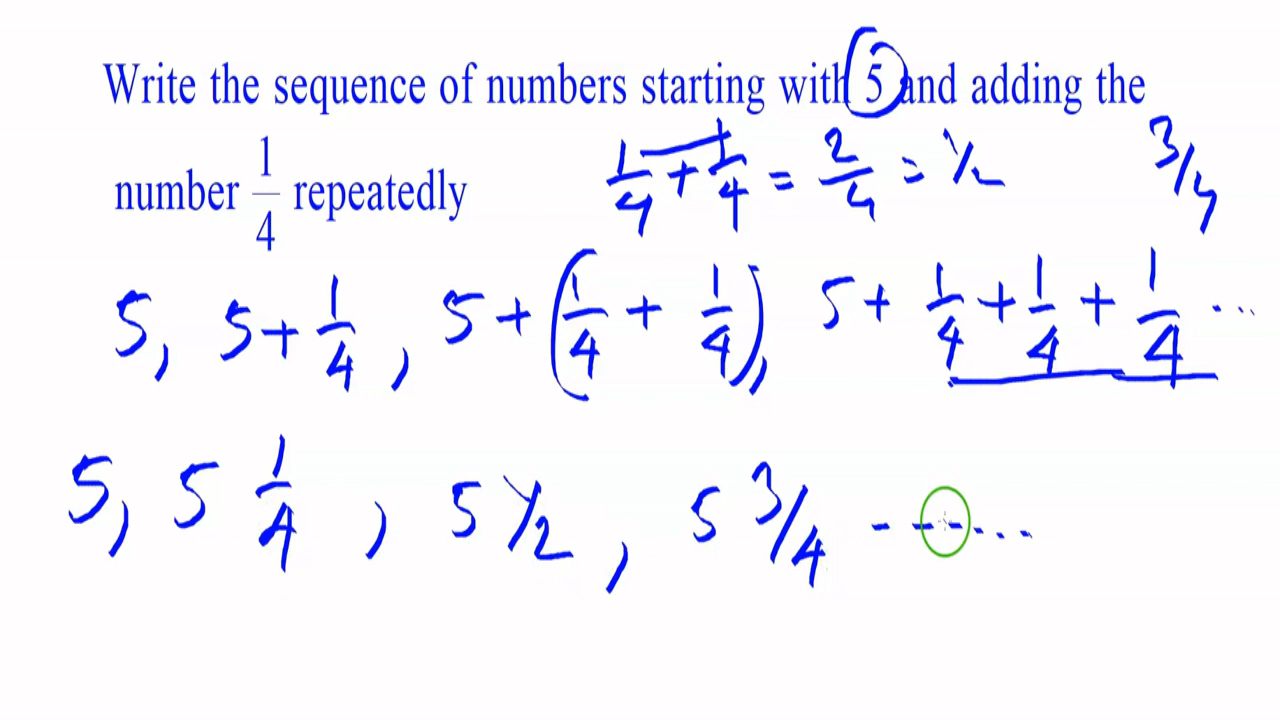 Write the sequence of numbers starting with 5 and adding the
number 1/4 repeatedly
1/4 + 1/4 = 2/4 = 1/2 3/4
5, 5 + 1/4, 5 + (1/4 + 1/4), 5 + 1/4 + 1/4 + 1/4 ...
5, 5 1/4, 5 1/2, 5 3/4 ------...